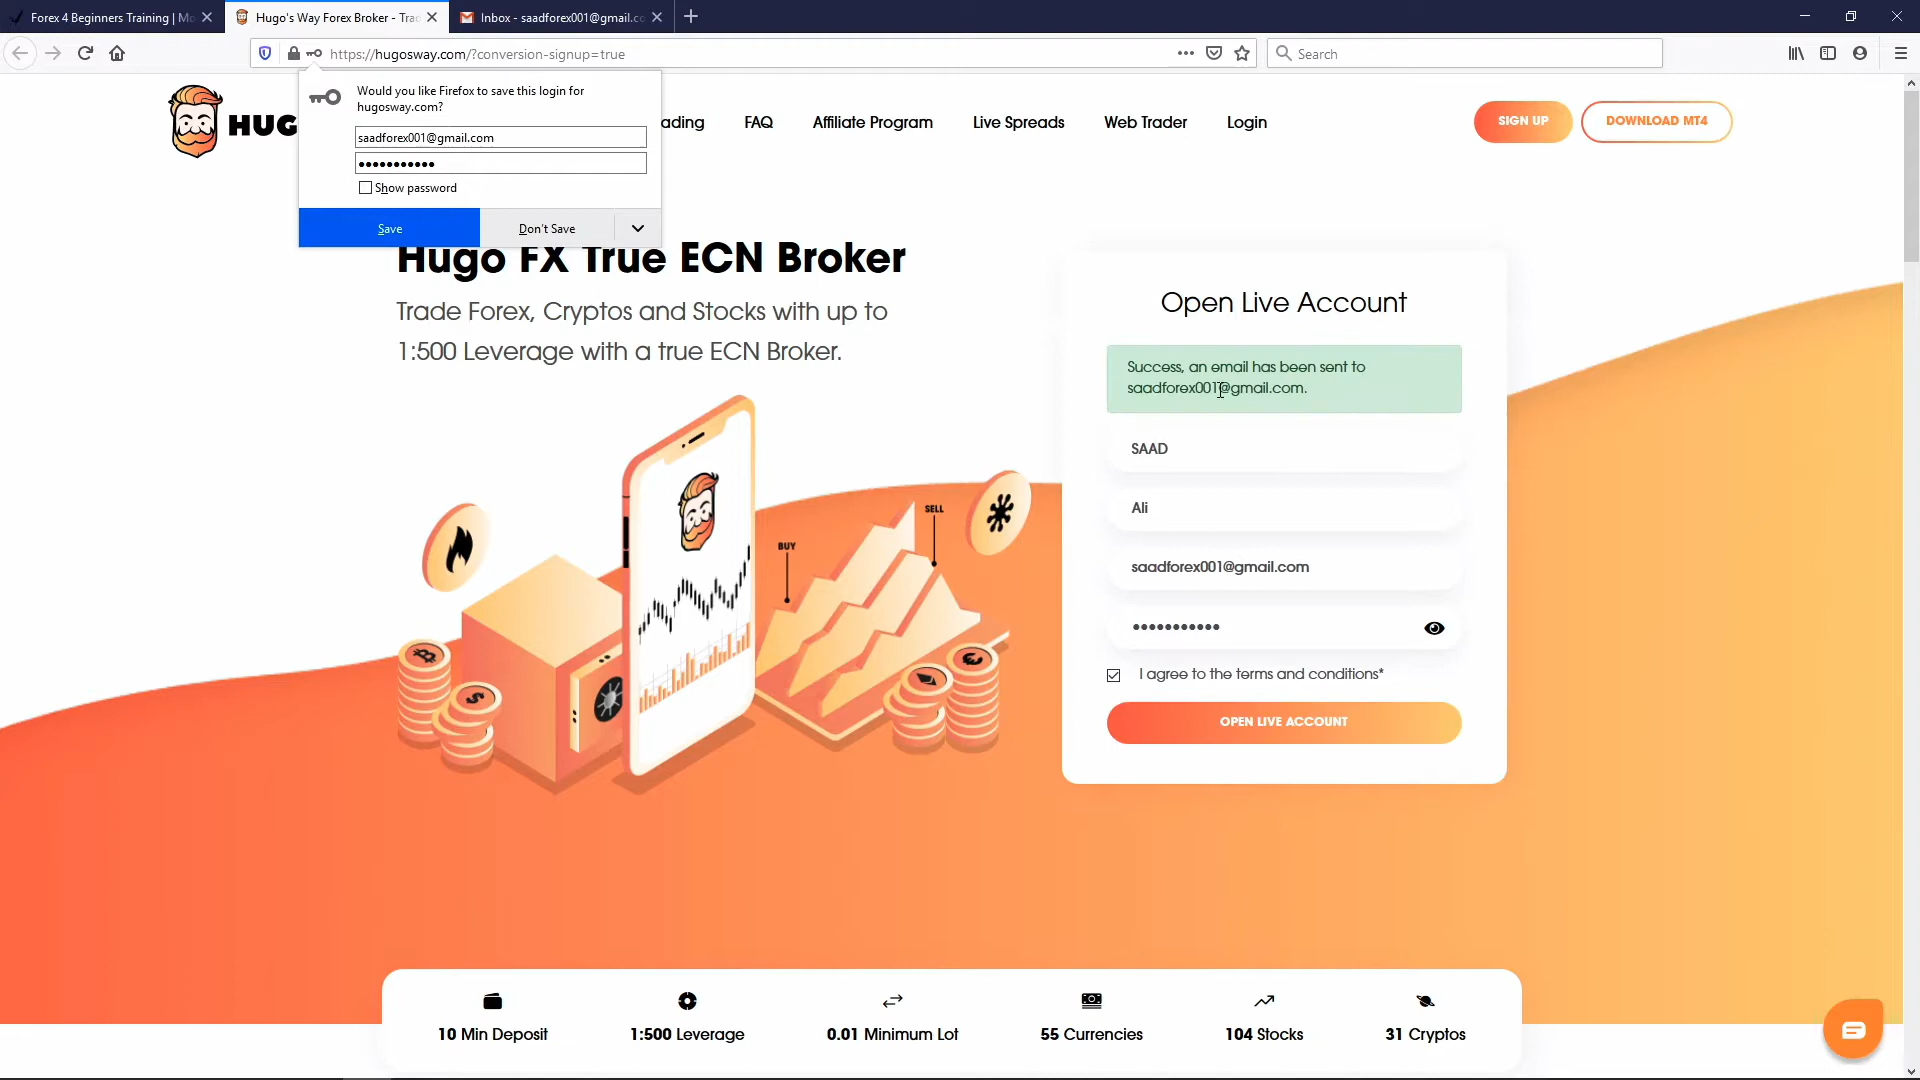 Forex 4 Beginners Training | Mo
Hugo's Way Forex Broker - Trad
Inbox - saadforex001@gmail.co
https://hugosway.com/?conversion-signup=true
Search
Would you like Firefox to save this login for
hugosway.com?
saadforex001@gmail.com
•••••••••••
Show password
Save
Don't Save
HUG
ading
FAQ
Affiliate Program
Live Spreads
Web Trader
Login
SIGN UP
DOWNLOAD MT4
Hugo FX True ECN Broker
Trade Forex, Cryptos and Stocks with up to
1:500 Leverage with a true ECN Broker.
BUY
SELL
Open Live Account
Success, an email has been sent to
saadforex001@gmail.com.
SAAD
Ali
saadforex001@gmail.com
•••••••••••
I agree to the terms and conditions*
OPEN LIVE ACCOUNT
10 Min Deposit
1:500 Leverage
0.01 Minimum Lot
55 Currencies
104 Stocks
31 Cryptos